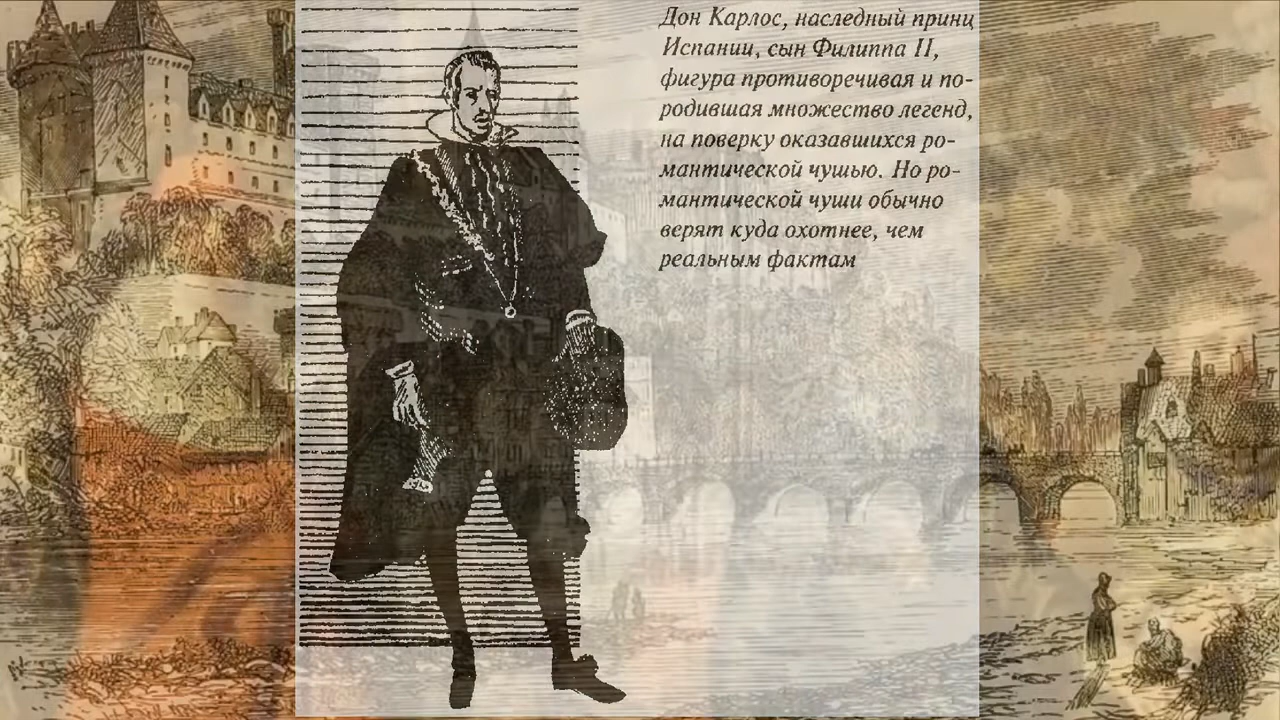 Дон Карлос, наследный принц
Испании, сын Филиппа II,
фигура противоречивая и по-
родившая множество легенд,
на поверку оказавшихся ро-
мантической чушью. Но ро-
мантической чуши обычно
верят куда охотнее, чем
реальным фактам